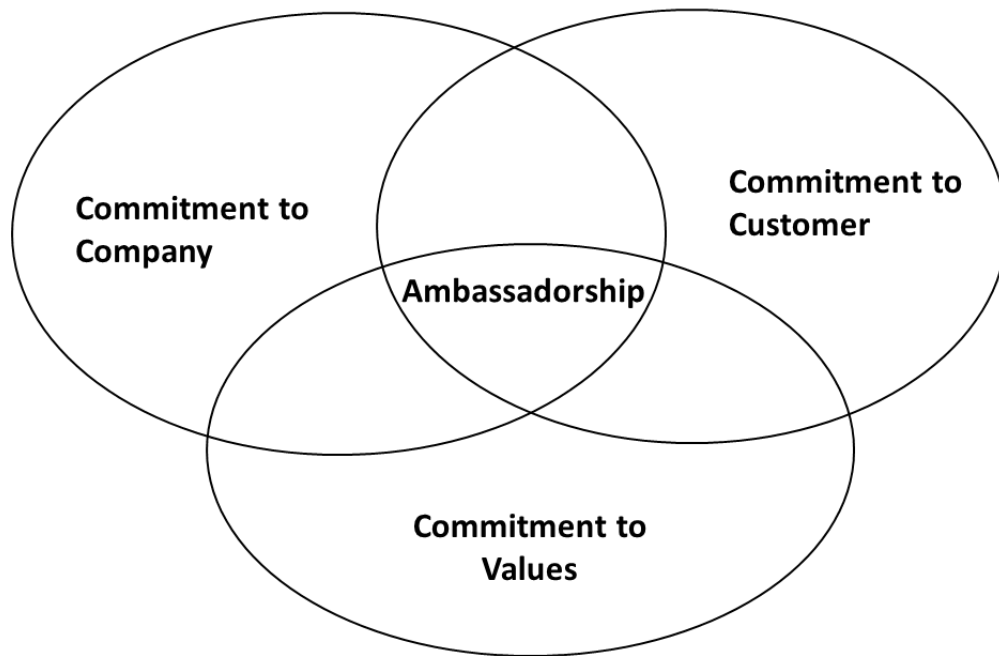 Commitment to
Company
Commitment to
Customer
Ambassadorship
Commitment to
Values